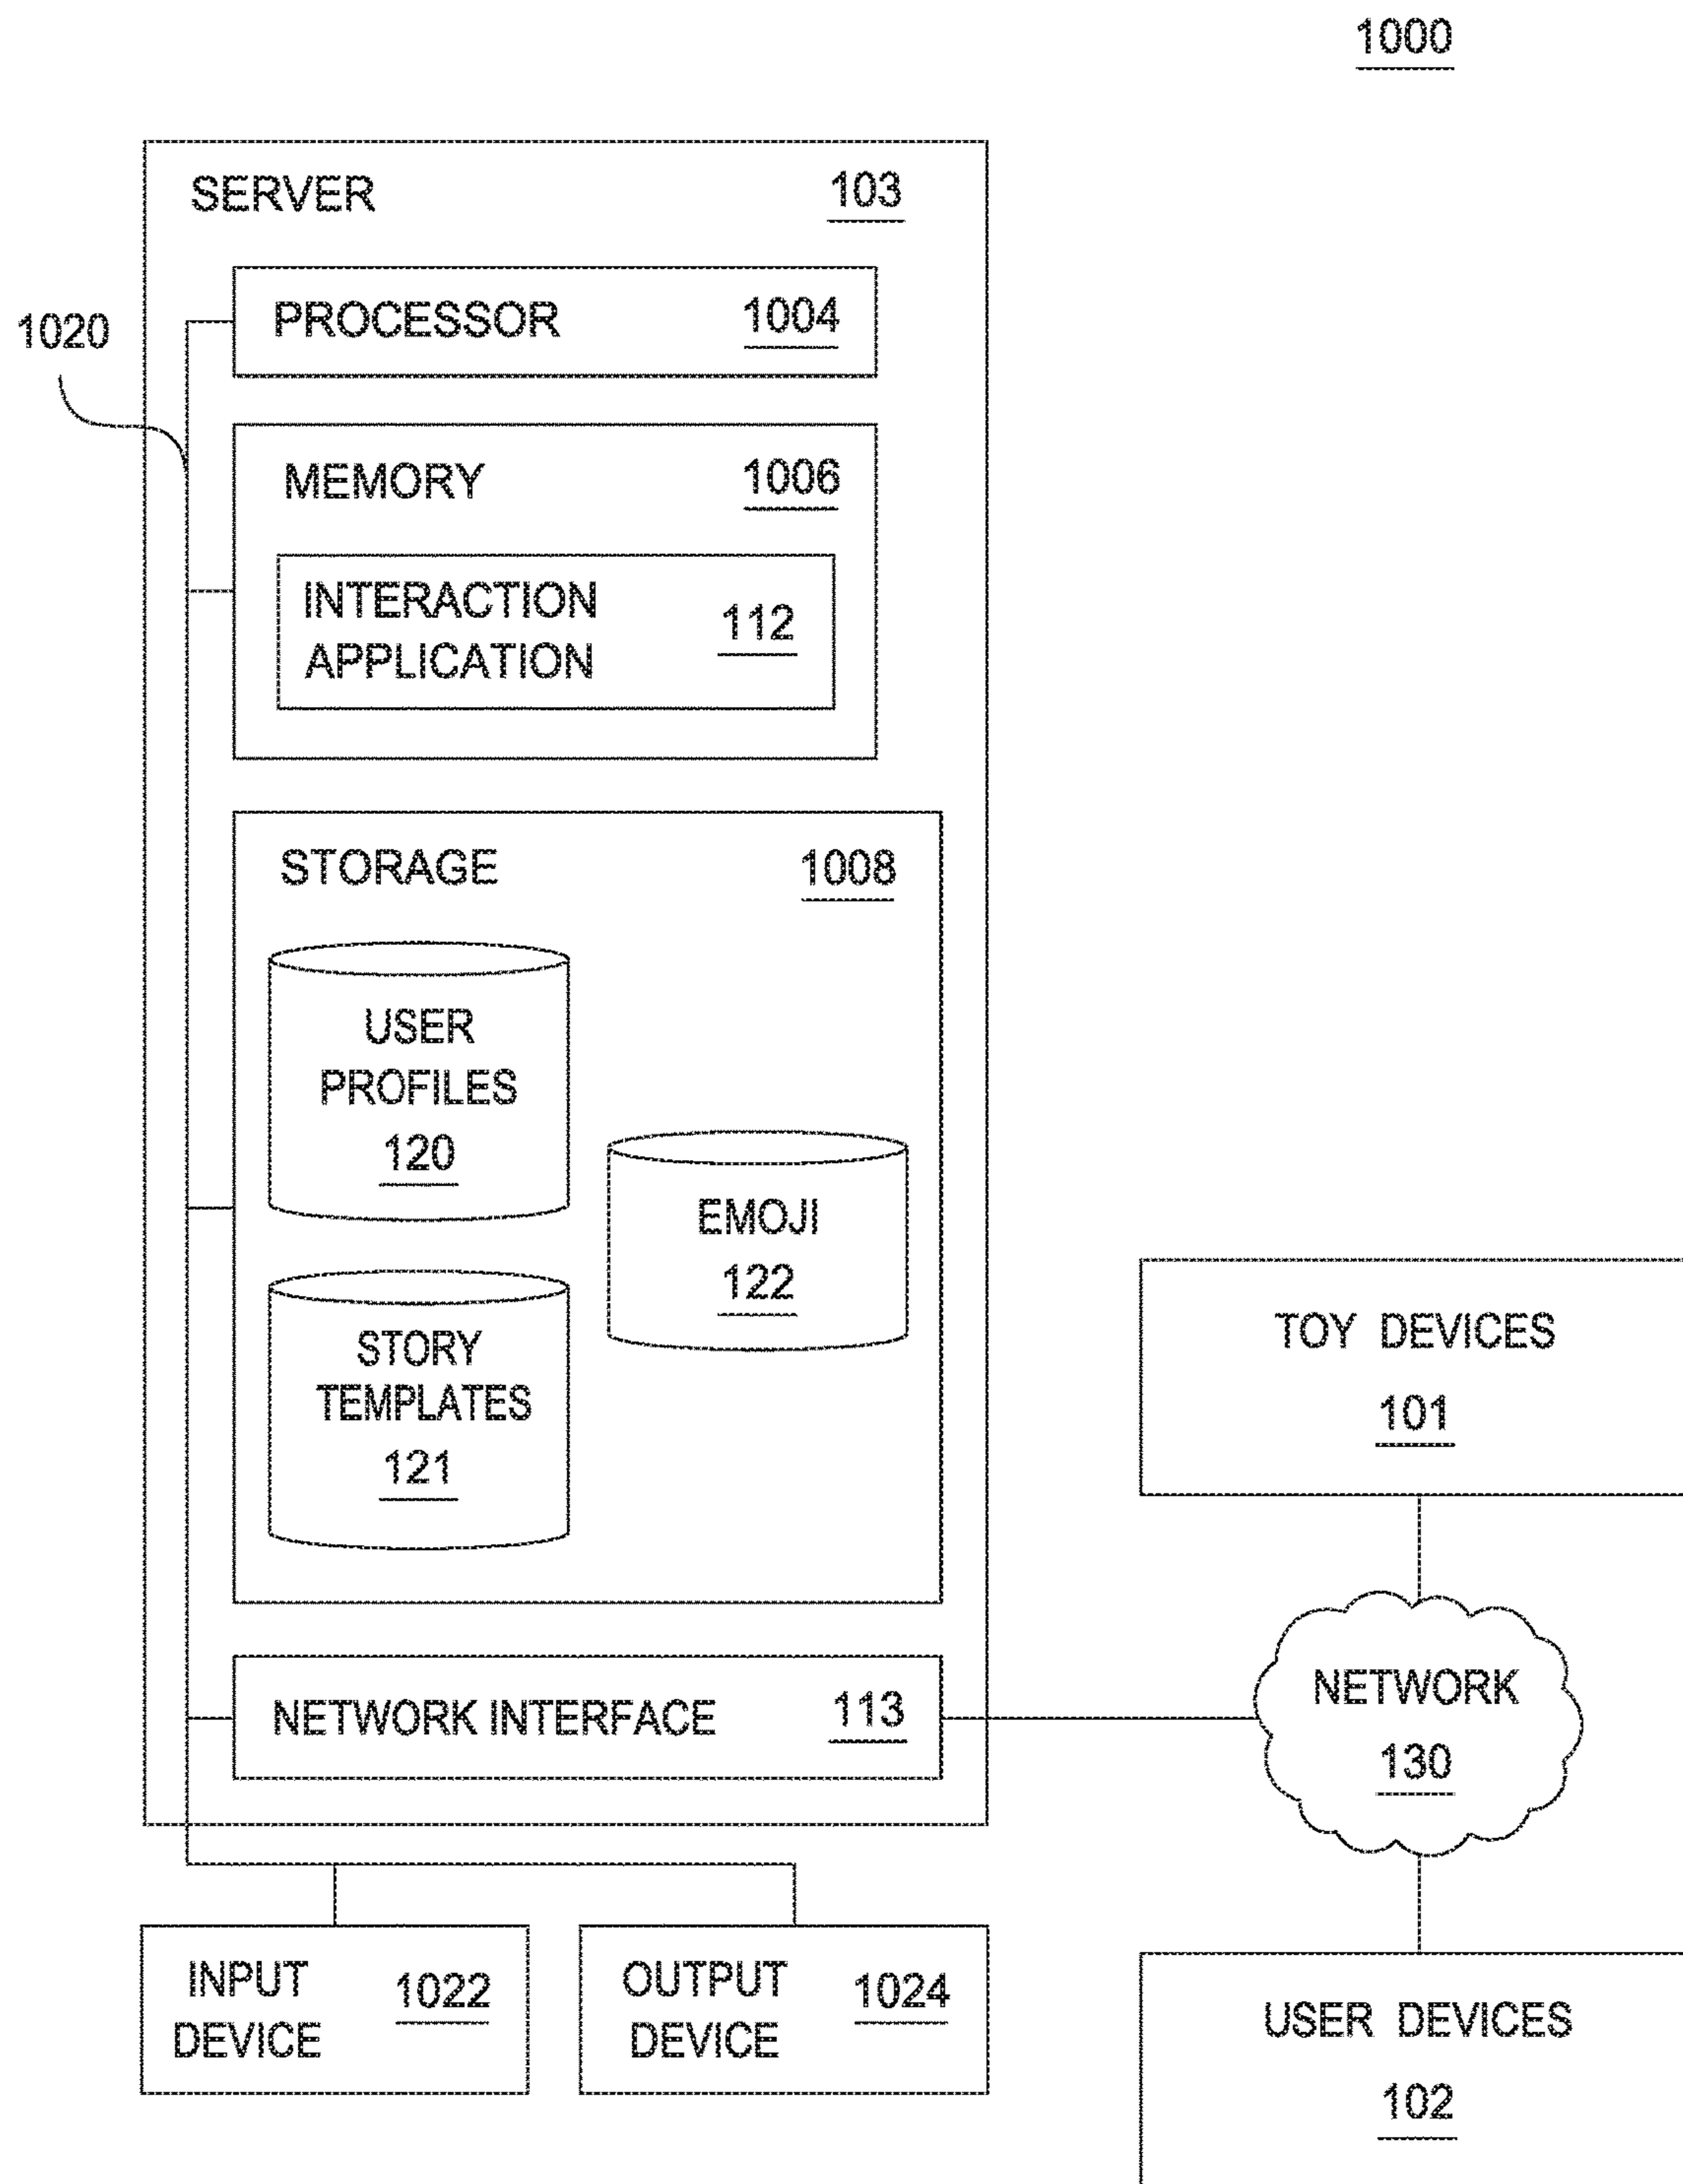 1000
SERVER 103
1020
PROCESSOR 1004
MEMORY 1006
INTERACTION
APPLICATION
112
STORAGE 1008
USER
PROFILES
120
EMOJI
122
STORY
TEMPLATES
121
NETWORK INTERFACE 113
TOY DEVICES
101
NETWORK
130
INPUT
DEVICE
1022
OUTPUT
DEVICE
1024
USER DEVICES
102